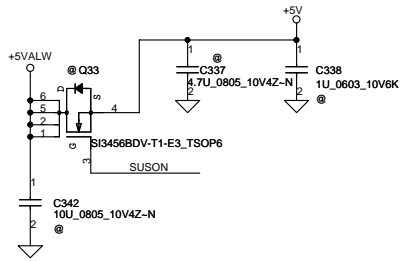 +5V
+5VALW
@ Q33
@
1
1
C337
C338
4.7U_0805_10V4Z~N
1U_0603_10V6K
2
2
@
D
S
6
5
2
1
4
G
3
SI3456BDV-T1-E3_TSOP6
SUSON
1
C342
10U_0805_10V4Z~N
2
@